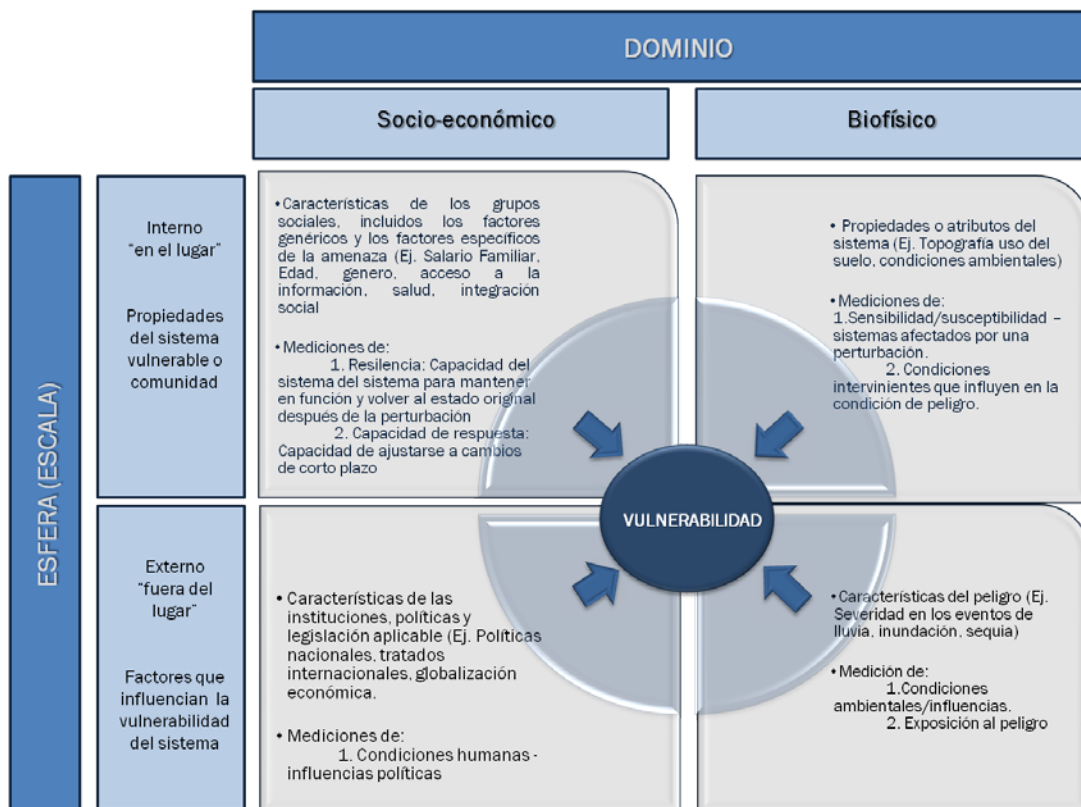 DOMINIO
Socio-económico
Biofísico
ESFERA (ESCALA)
Interno
"en el lugar"
Propiedades
del sistema
vulnerable o
comunidad
•Características de los grupos
sociales, incluidos los factores
genéricos y los factores específicos
de la amenaza (Ej. Salario Familiar,
Edad, genero, acceso a la
información, salud, integración
social
•Mediciones de:
1. Resilencia: Capacidad del
sistema del sistema para mantener
en función y volver al estado original
después de la perturbación
2. Capacidad de respuesta:
Capacidad de ajustarse a cambios
de corto plazo
• Propiedades o atributos del
sistema (Ej. Topografía uso del
suelo, condiciones ambientales)
•Mediciones de:
1.Sensibilidad/susceptibilidad –
sistemas afectados por una
perturbación.
2. Condiciones
intervinientes que influyen en la
condición de peligro.
VULNERABILIDAD
Externo
"fuera del
lugar"
Factores que
influencian la
vulnerabilidad
del sistema
• Características de las
instituciones, políticas y
legislación aplicable (Ej. Políticas
nacionales, tratados
internacionales, globalización
económica.
• Mediciones de:
1. Condiciones humanas -
influencias políticas
• Características del peligro (Ej.
Severidad en los eventos de
lluvia, inundación, sequia)
• Medición de:
1.Condiciones
ambientales/influencias.
2. Exposición al peligro